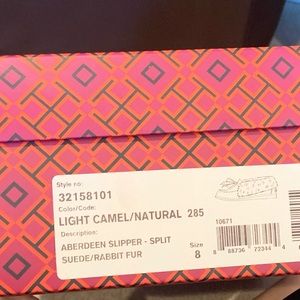 Style no:
32158101
Color/Code:
LIGHT CAMEL/NATURAL 285
Description:
10671
ABERDEEN SLIPPER - SPLIT
SUEDE/RABBIT FUR
Size
8